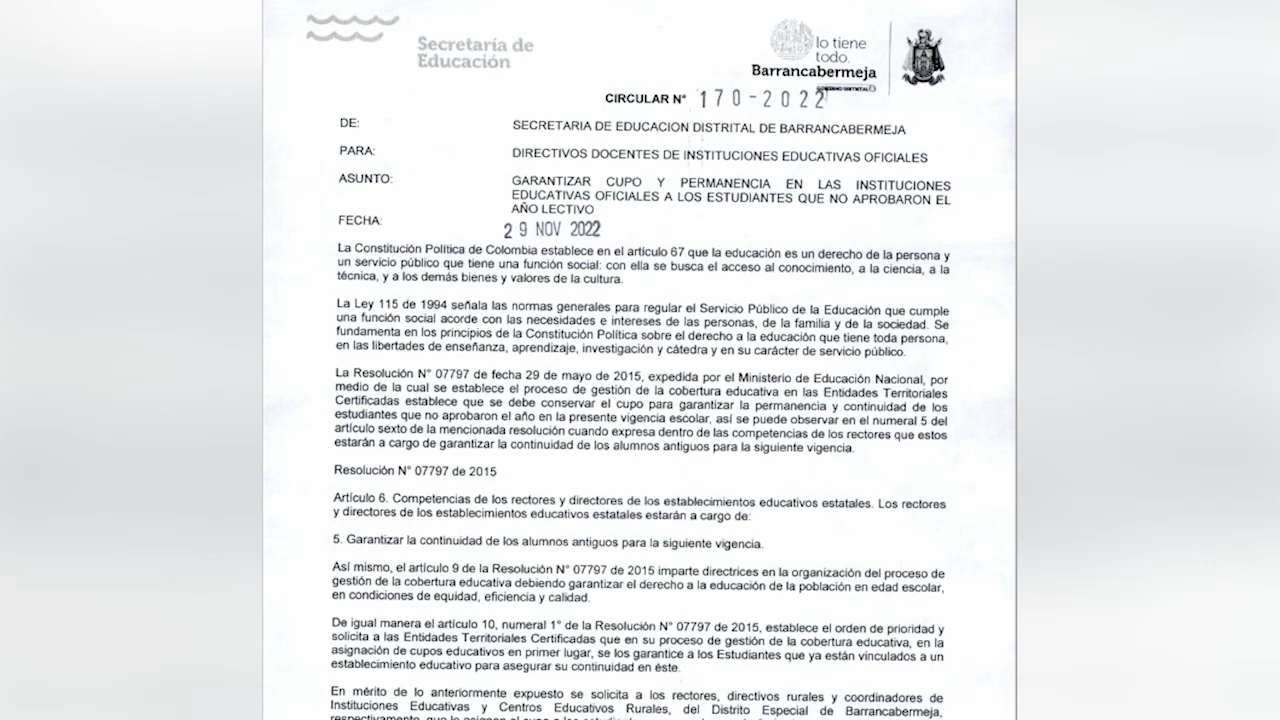 Secretaría de
Educación
lo tiene
todo.
Barrancabermeja
CIRCULAR N° 170-2022
DE: SECRETARIA DE EDUCACION DISTRITAL DE BARRANCABERMEJA
PARA: DIRECTIVOS DOCENTES DE INSTITUCIONES EDUCATIVAS OFICIALES
ASUNTO: GARANTIZAR CUPO Y PERMANENCIA EN LAS INSTITUCIONES
EDUCATIVAS OFICIALES A LOS ESTUDIANTES QUE NO APROBARON EL
AÑO LECTIVO
FECHA: 29 NOV 2022
La Constitución Política de Colombia establece en el articulo 67 que la educación es un derecho de la persona y
un servicio público que tiene una función social: con ella se busca el acceso al conocimiento, a la ciencia, a la
técnica, y a los demás bienes y valores de la cultura.
La Ley 115 de 1994 señala las normas generales para regular el Servicio Público de la Educación que cumple
una función social acorde con las necesidades e intereses de las personas, de la familia y de la sociedad. Se
fundamenta en los principios de la Constitución Política sobre el derecho a la educación que tiene toda persona,
en las libertades de enseñanza, aprendizaje, investigación y cátedra y en su carácter de servicio público.
La Resolución N° 07797 de fecha 29 de mayo de 2015, expedida por el Ministerio de Educación Nacional, por
medio de la cual se establece el proceso de gestión de la cobertura educativa en las Entidades Territoriales
Certificadas establece que se debe conservar el cupo para garantizar la permanencia y continuidad de los
estudiantes que no aprobaron el año en la presente vigencia escolar, así se puede observar en el numeral 5 del
artículo sexto de la mencionada resolución cuando expresa dentro de las competencias de los rectores que estos
estarán a cargo de garantizar la continuidad de los alumnos antiguos para la siguiente vigencia.
Resolución N° 07797 de 2015
Artículo 6. Competencias de los rectores y directores de los establecimientos educativos estatales. Los rectores
y directores de los establecimientos educativos estatales estarán a cargo de:
5. Garantizar la continuidad de los alumnos antiguos para la siguiente vigencia.
Así mismo, el artículo 9 de la Resolución N° 07797 de 2015 imparte directrices en la organización del proceso de
gestión de la cobertura educativa debiendo garantizar el derecho a la educación de la población en edad escolar,
en condiciones de equidad, eficiencia y calidad.
De igual manera el artículo 10, numeral 1° de la Resolución N° 07797 de 2015, establece el orden de prioridad y
solicita a las Entidades Territoriales Certificadas que en su proceso de gestión de la cobertura educativa, en la
asignación de cupos educativos en primer lugar, se los garantice a los Estudiantes que ya están vinculados a un
establecimiento educativo para asegurar su continuidad en éste.
En mérito de lo anteriormente expuesto se solicita a los rectores, directivos rurales y coordinadores de
Instituciones Educativas y Centros Educativos Rurales, del Distrito Especial de Barrancabermeja,